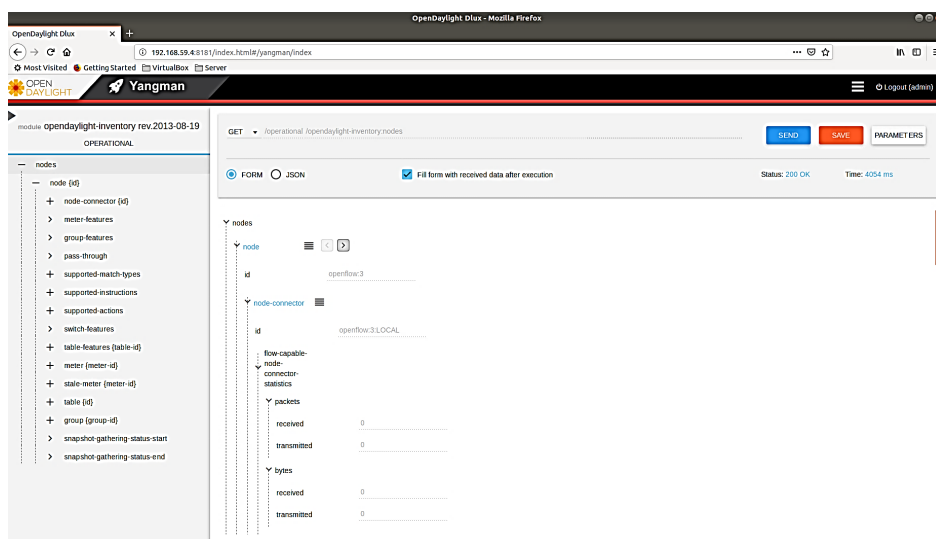 OpenDaylight Dlux - Mozilla Firefox
OpenDaylight Dlux × +
192.168.59.4:8181/index.html#/yangman/index
Most Visited Getting Started VirtualBox Server
OPEN DAYLIGHT Yangman Logout (admin)
module opendaylight-inventory rev.2013-08-19
OPERATIONAL
nodes
node {id}
node-connector {id}
meter-features
group-features
pass-through
supported-match-types
supported-instructions
supported-actions
switch-features
table-features {table-id}
meter {meter-id}
stale-meter {meter-id}
table {id}
group {group-id}
snapshot-gathering-status-start
snapshot-gathering-status-end
GET /operational /opendaylight-inventory:nodes SEND SAVE PARAMETERS
FORM JSON Fill form with received data after execution Status: 200 OK Time: 4054 ms
nodes
node
id openflow:3
node-connector
id openflow:3:LOCAL
flow-capable-
node-
connector-
statistics
packets
received 0
transmitted 0
bytes
received 0
transmitted 0